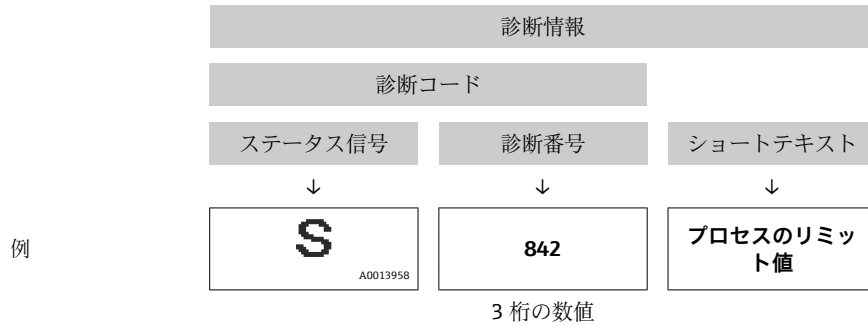 診断情報
診断コード
ステータス信号 診断番号 ショートテキスト
↓ ↓ ↓
例 S 842 プロセスのリミッ
ト値
A0013958
3 桁の数値